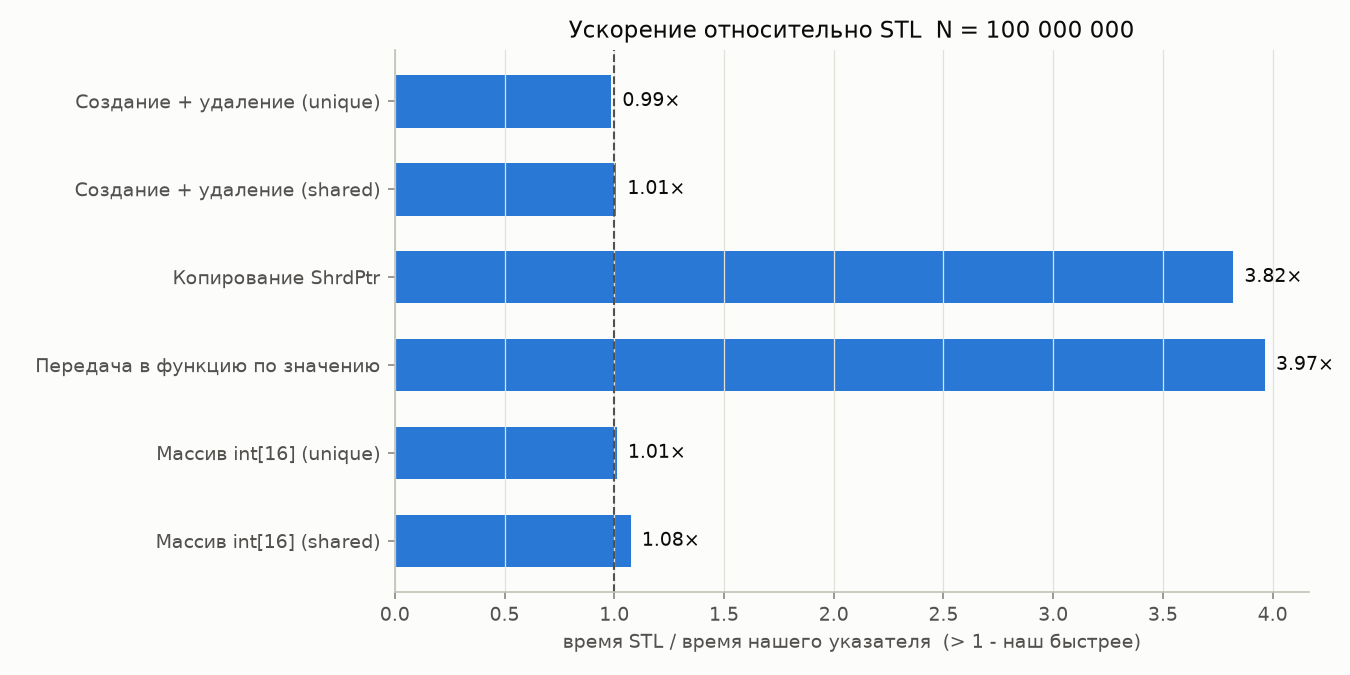 Ускорение относительно STL  N = 100 000 000
Создание + удаление (unique)
0.99×
Создание + удаление (shared)
1.01×
Копирование ShrdPtr
3.82×
Передача в функцию по значению
3.97×
Массив int[16] (unique)
1.01×
Массив int[16] (shared)
1.08×
0.0 0.5 1.0 1.5 2.0 2.5 3.0 3.5 4.0
время STL / время нашего указателя  (> 1 - наш быстрее)